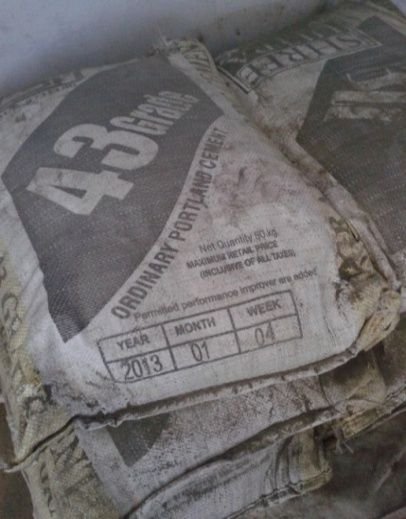 43 Grade
ORDINARY PORTLAND CEMENT
Net Quantity 50 kg.
MAXIMUM RETAIL PRICE
(INCLUSIVE OF ALL TAXES)
Permitted performance improver are added
YEAR MONTH WEEK
2013 01 04
SHREE